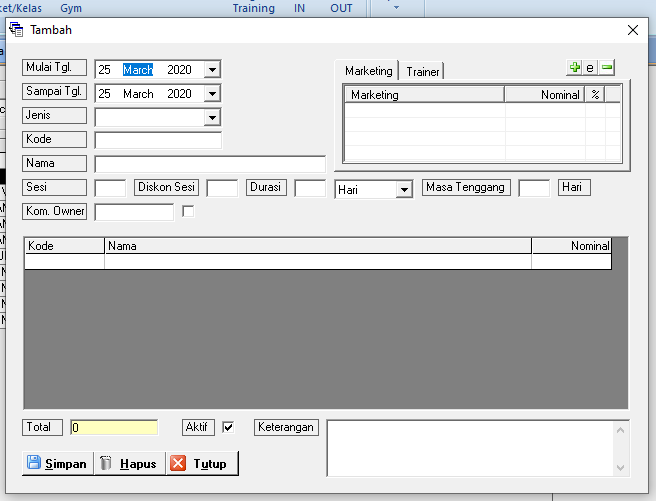 et/Kelas Gym Training IN OUT
Tambah
Mulai Tgl. 25 March 2020
Sampai Tgl. 25 March 2020
Jenis
Kode
Nama
Marketing Trainer e
Marketing Nominal %
Sesi Diskon Sesi Durasi Hari Masa Tenggang Hari
Kom. Owner
Kode Nama Nominal
Total 0 Aktif Keterangan
Simpan Hapus Tutup